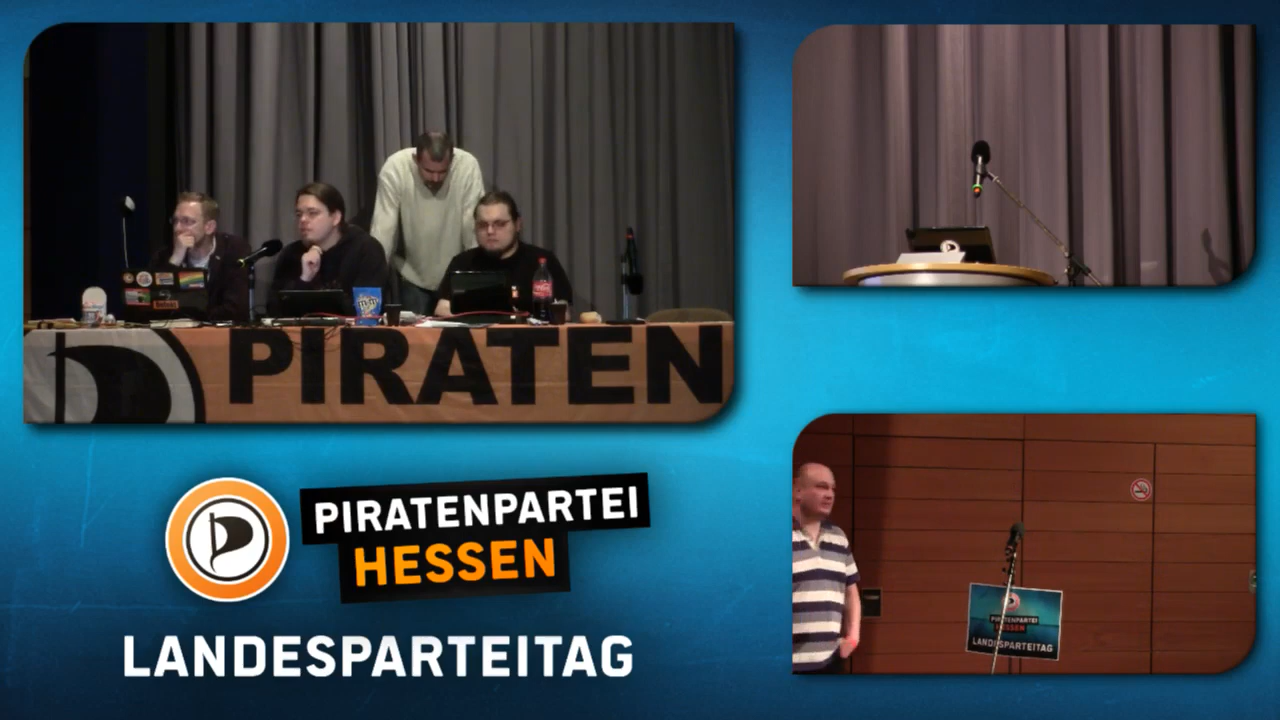 PIRATEN
PIRATENPARTEI
HESSEN
LANDESPARTEITAG
PIRATENPARTEI
HESSEN
LANDESPARTEITAG